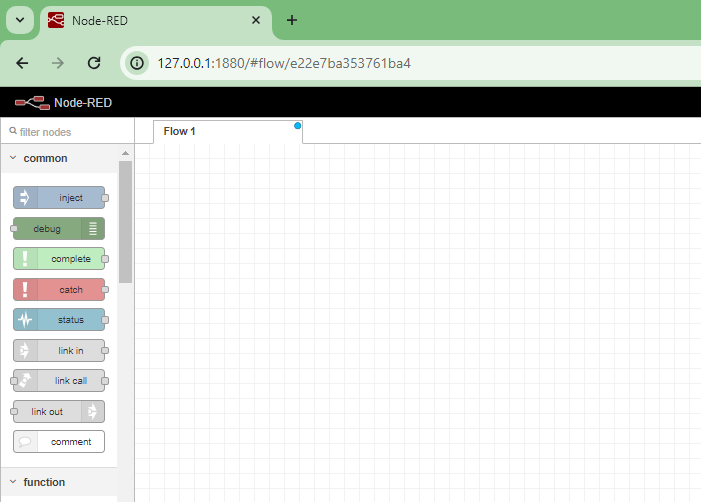 Node-RED
127.0.0.1:1880/#flow/e22e7ba353761ba4
Node-RED
filter nodes
Flow 1
common
inject
debug
complete
catch
status
link in
link call
link out
comment
function